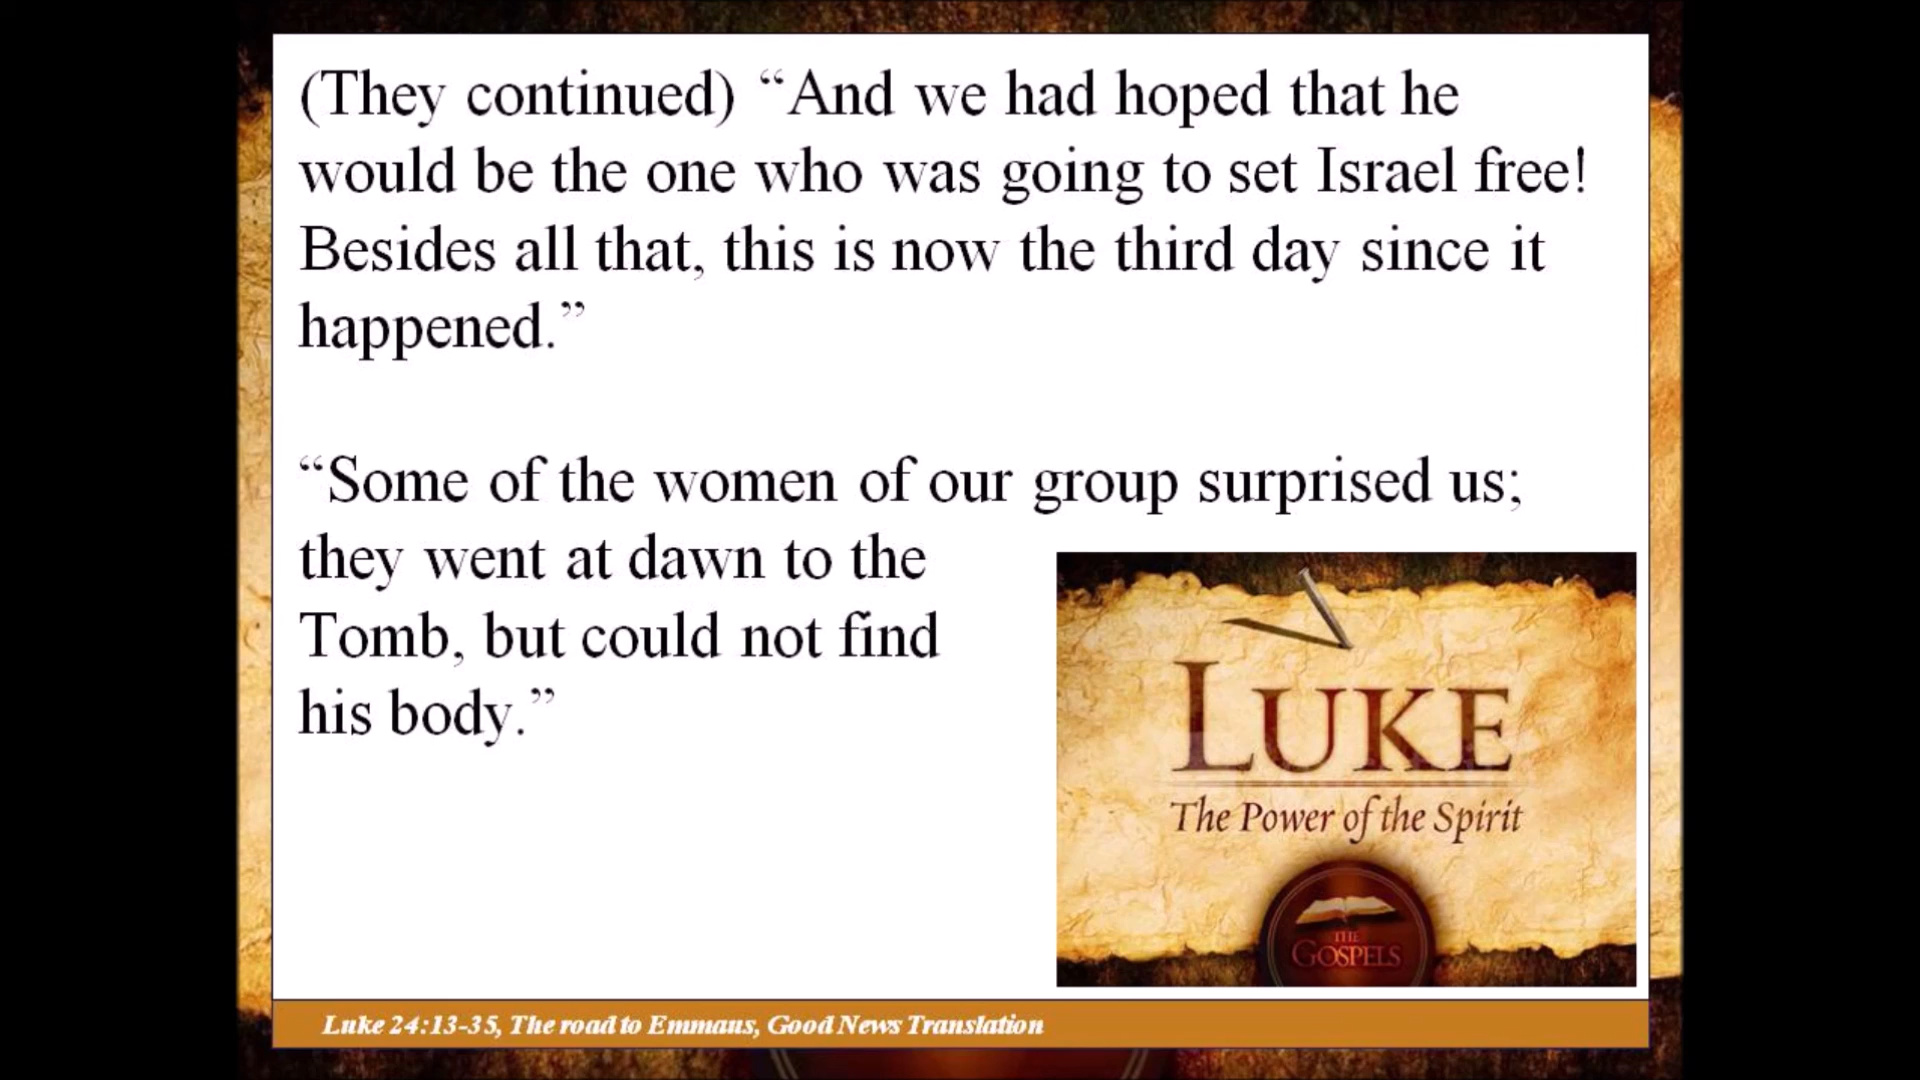 (They continued) “And we had hoped that he
would be the one who was going to set Israel free!
Besides all that, this is now the third day since it
happened.”
“Some of the women of our group surprised us;
they went at dawn to the
Tomb, but could not find
his body.”
LUKE
The Power of the Spirit
THE
GOSPELS
Luke 24:13-35, The road to Emmaus, Good News Translation